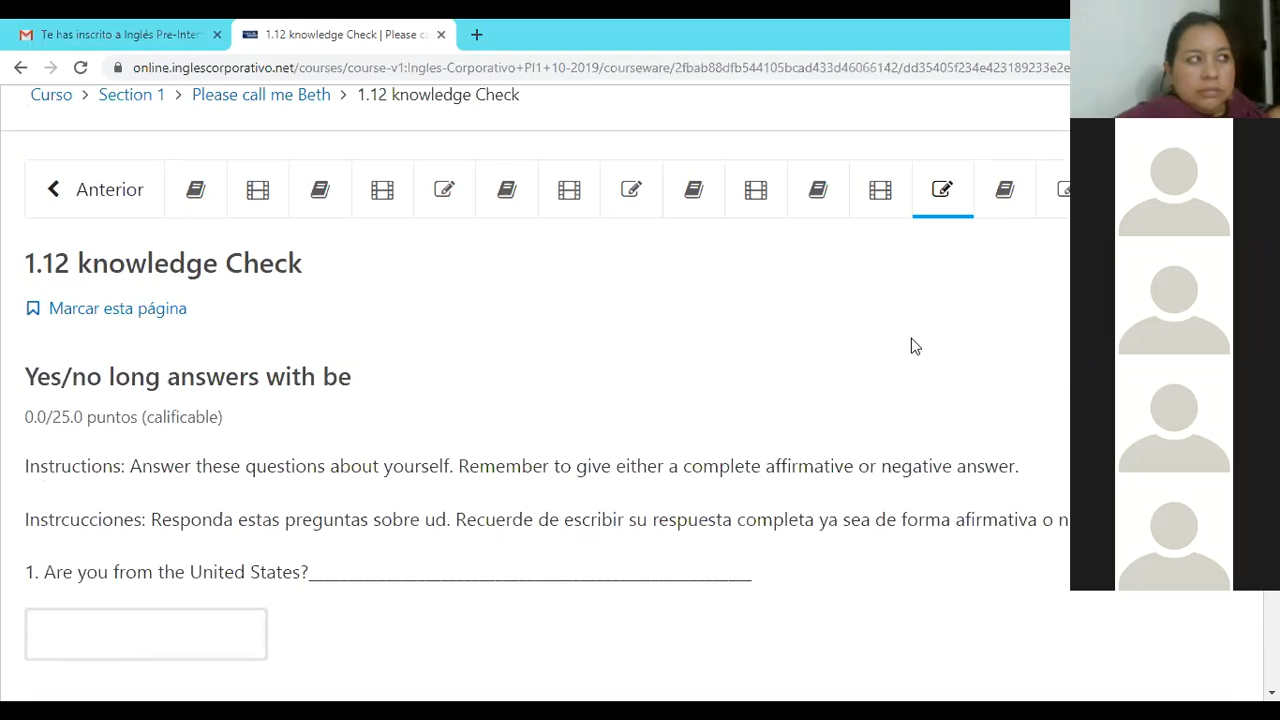 Te has inscrito a Inglés Pre-Inter
1.12 knowledge Check | Please c
online.inglescorporativo.net/courses/course-v1:Ingles-Corporativo+PI1+10-2019/courseware/2fbab88dfb544105bcad433d46066142/dd35405f234e423189233e2e
Curso > Section 1 > Please call me Beth > 1.12 knowledge Check
Anterior
1.12 knowledge Check
Marcar esta página
Yes/no long answers with be
0.0/25.0 puntos (calificable)
Instructions: Answer these questions about yourself. Remember to give either a complete affirmative or negative answer.
Instrcucciones: Responda estas preguntas sobre ud. Recuerde de escribir su respuesta completa ya sea de forma afirmativa o n
1. Are you from the United States?___________________________________________